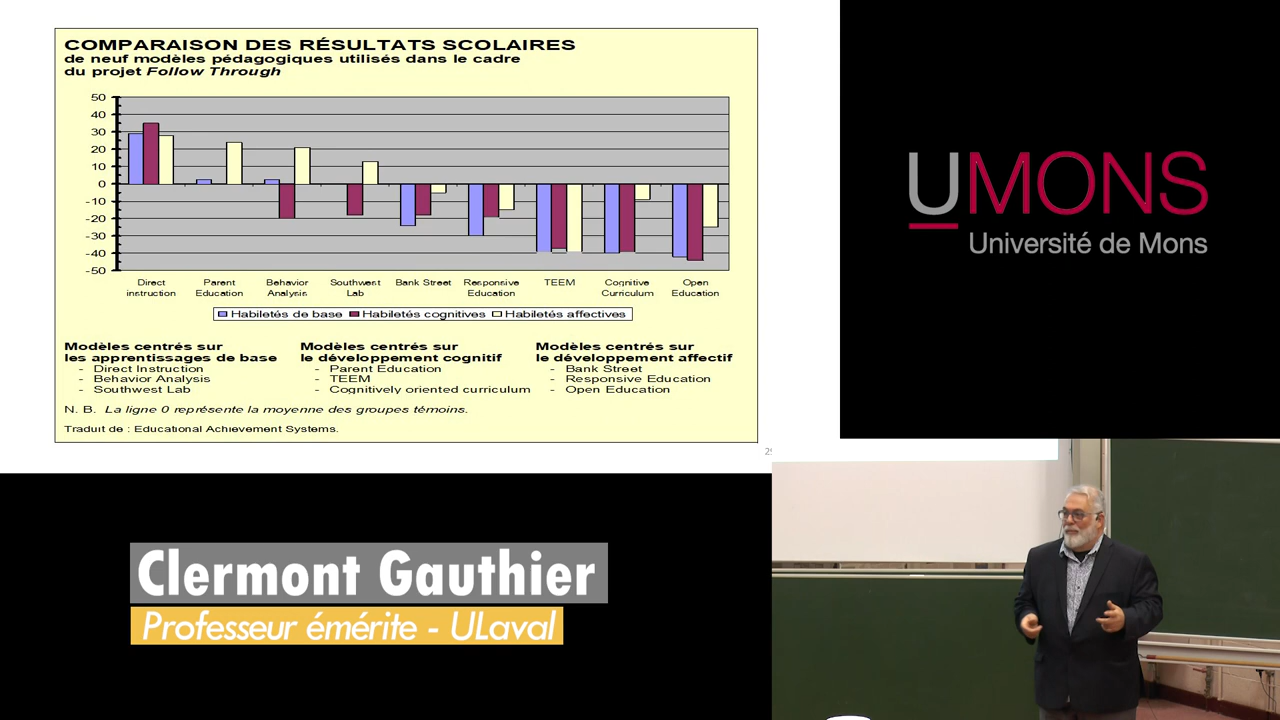 COMPARAISON DES RÉSULTATS SCOLAIRES
de neuf modèles pédagogiques utilisés dans le cadre
du projet Follow Through
50
40
30
20
10
0
-10
-20
-30
-40
-50
Direct instruction
Parent Education
Behavior Analysis
Southwest Lab
Bank Street
Responsive Education
TEEM
Cognitive Curriculum
Open Education
Habiletés de base Habiletés cognitives Habiletés affectives
Modèles centrés sur
les apprentissages de base
- Direct Instruction
- Behavior Analysis
- Southwest Lab
Modèles centrés sur
le développement cognitif
- Parent Education
- TEEM
- Cognitively oriented curriculum
Modèles centrés sur
le développement affectif
- Bank Street
- Responsive Education
- Open Education
N. B. La ligne 0 représente la moyenne des groupes témoins.
Traduit de : Educational Achievement Systems.
UMONS
Université de Mons
Clermont Gauthier
Professeur émérite - ULaval